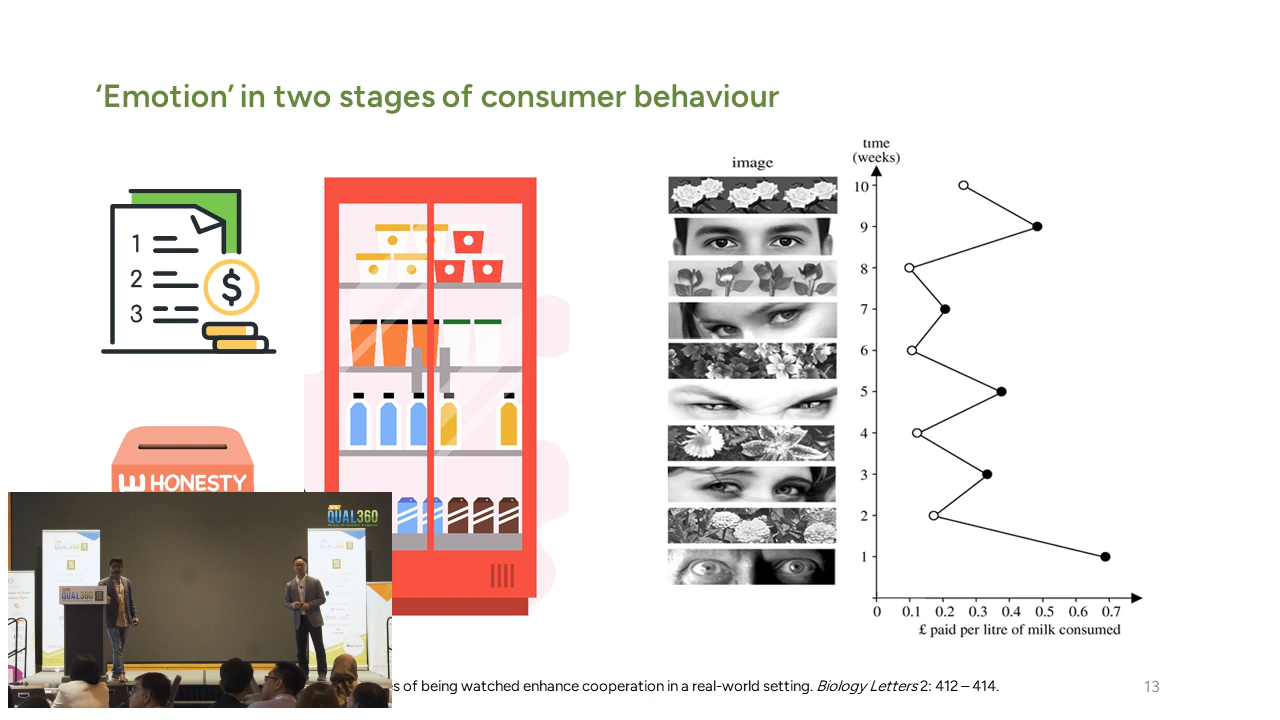 ‘Emotion’ in two stages of consumer behaviour
1
2
3
$
HONESTY
image
time
(weeks)
10
9
8
7
6
5
4
3
2
1
0 0.1 0.2 0.3 0.4 0.5 0.6 0.7
£ paid per litre of milk consumed
QUAL360
QUAL360
QUAL360
QUAL360
of being watched enhance cooperation in a real-world setting. Biology Letters 2: 412 – 414.
13